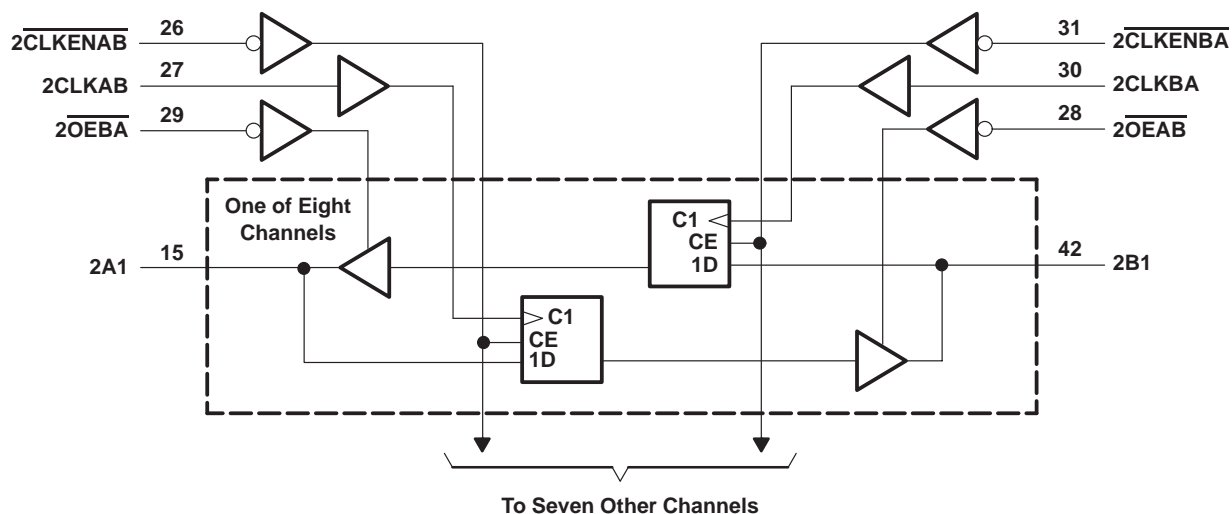 2CLKENAB
26
2CLKAB
27
2OEBA
29
31
2CLKENBA
30
2CLKBA
28
2OEAB
One of Eight
Channels
2A1
15
C1
CE
1D
42
2B1
C1
CE
1D
To Seven Other Channels